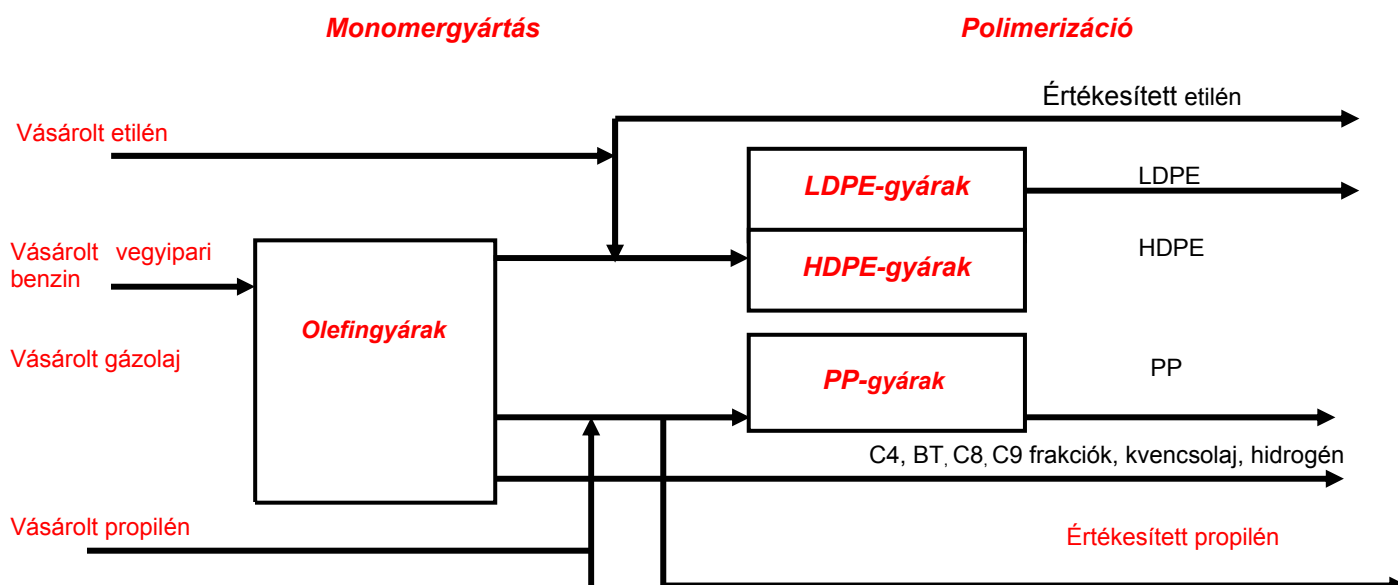 Monomergyártás
Polimerizáció
Értékesített etilén
Vásárolt etilén
LDPE-gyárak
LDPE
Vásárolt vegyipari
benzin
HDPE-gyárak
HDPE
Olefingyárak
Vásárolt gázolaj
PP-gyárak
PP
C4, BT, C8, C9 frakciók, kvencsolaj, hidrogén
Vásárolt propilén
Értékesített propilén